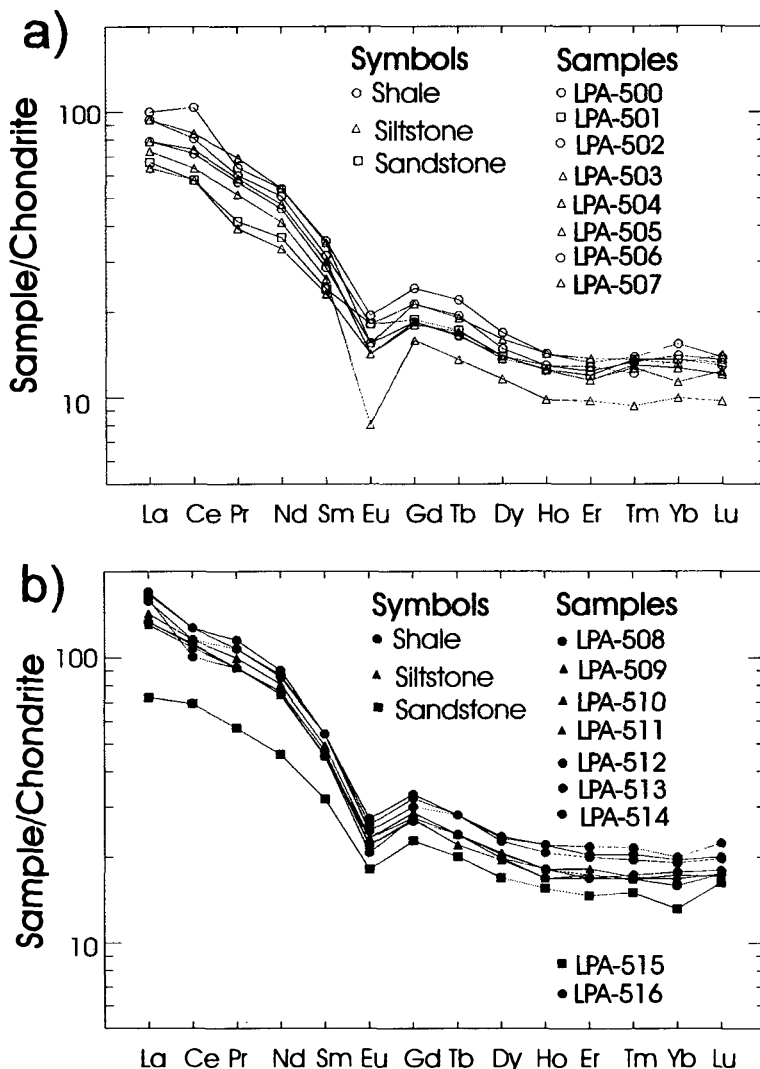 a)
Symbols Samples
Shale LPA-500
LPA-501
Siltstone LPA-502
Sandstone LPA-503
LPA-504
LPA-505
LPA-506
LPA-507
100
10
Sample/Chondrite
La Ce Pr Nd Sm Eu Gd Tb Dy Ho Er Tm Yb Lu
b)
Symbols Samples
Shale LPA-508
Siltstone LPA-509
Sandstone LPA-510
LPA-511
LPA-512
LPA-513
LPA-514
LPA-515
LPA-516
100
10
Sample/Chondrite
La Ce Pr Nd Sm Eu Gd Tb Dy Ho Er Tm Yb Lu